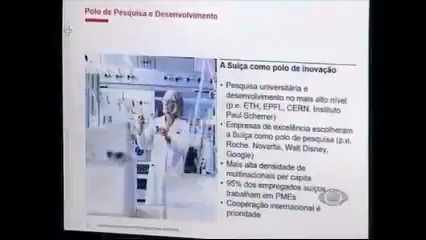 Polo de Pesquisa e Desenvolvimento
A Suíça como polo de inovação
• Pesquisa universitária e
desenvolvimento no mais alto nível
(p.e. ETH, EPFL, CERN. Instituto
Paul Scherrer)
• Empresas de excelência escolheram
a Suíça como polo de pesquisa (p.e.
Roche. Novartis, Walt Disney,
Google)
• Mais alta densidade de
multinacionais per capita
• 95% dos empregados suíços
trabalham em PMEs
• Cooperação internacional é
prioridade